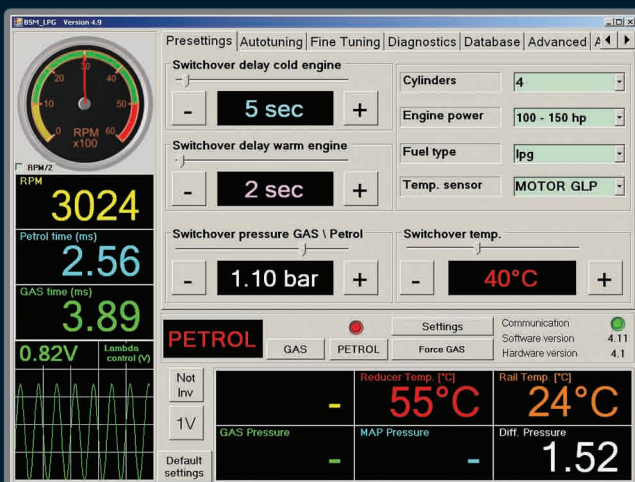 BSM_LPG Version 4.9
Presettings Autotuning Fine Tuning Diagnostics Database Advanced
0 10 20 30 40 50 60
RPM
x100
RPM/2
RPM
3024
Petrol time (ms)
2.56
GAS time (ms)
3.89
0.82V Lambda
control (V)
Switchover delay cold engine
- 5 sec +
Switchover delay warm engine
- 2 sec +
Switchover pressure GAS \ Petrol
- 1.10 bar +
Cylinders 4
Engine power 100 - 150 hp
Fuel type lpg
Temp. sensor MOTOR GLP
Switchover temp.
- 40°C +
PETROL
GAS PETROL
Settings
Force GAS
Communication
Software version 4.11
Hardware version 4.1
Not
Inv
1V
Default
settings
-
Reducer Temp. [°C]
55°C
Rail Temp. [°C]
24°C
GAS Pressure
-
MAP Pressure
-
Diff. Pressure
1.52